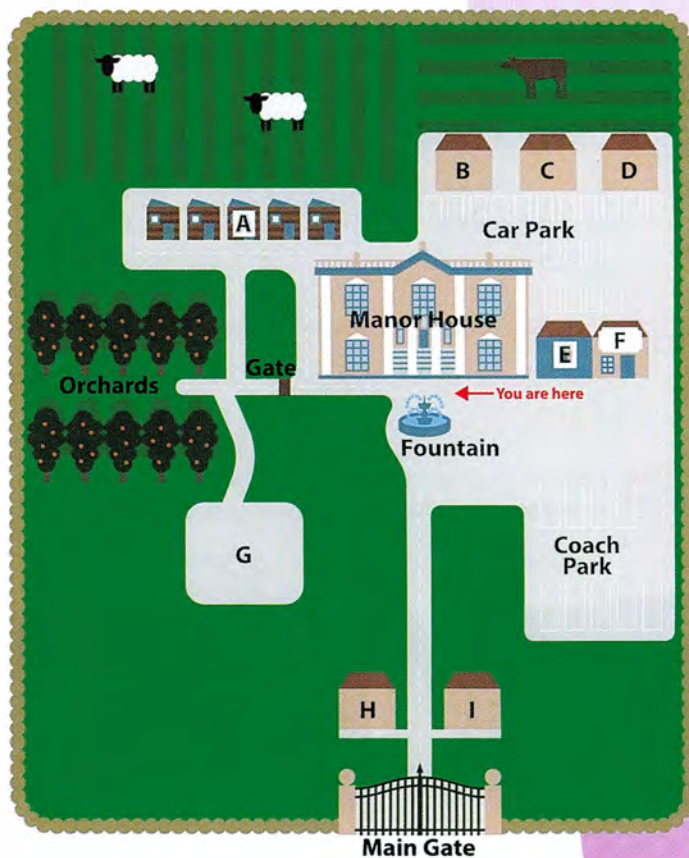 B C D
A
Car Park
Manor House
E F
Gate
Orchards
You are here
Fountain
G
Coach
Park
H I
Main Gate